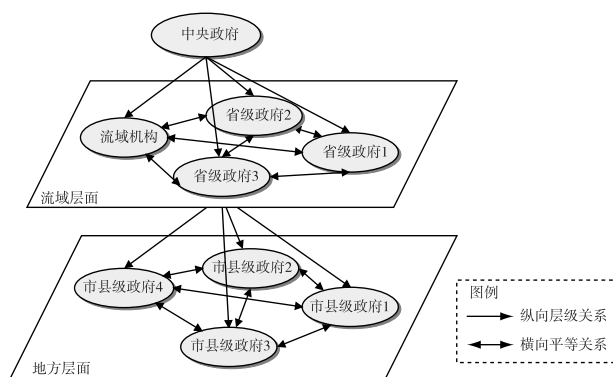 中央政府
省级政府2
流域机构
省级政府1
省级政府3
流域层面
市县级政府2
市县级政府4
市县级政府1
市县级政府3
地方层面
图例
纵向层级关系
横向平等关系